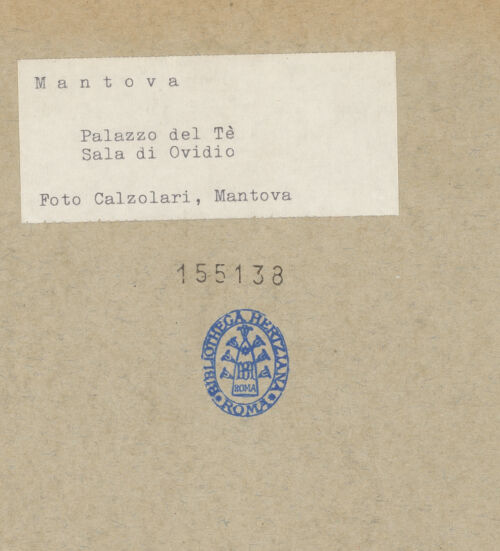 Mantova
Palazzo del Tè
Sala di Ovidio
Foto Calzolari, Mantova
155138
BIBLIOTHECA HERTZIANA
ROMA
ROMA